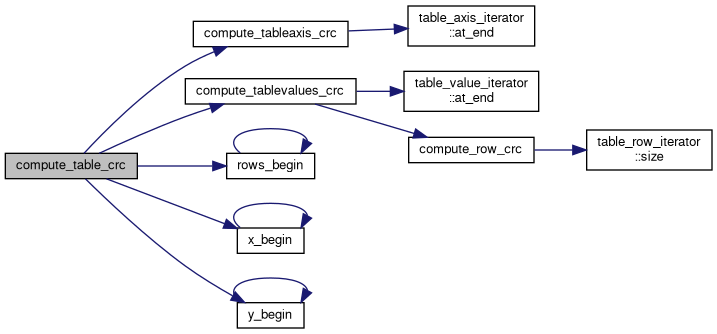 compute_table_crc
compute_tableaxis_crc
table_axis_iterator
::at_end
compute_tablevalues_crc
table_value_iterator
::at_end
compute_row_crc
table_row_iterator
::size
rows_begin
x_begin
y_begin